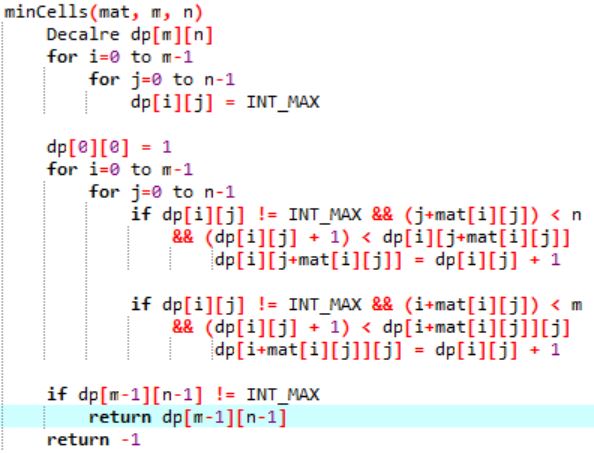 minCells(mat, m, n)
    Decalre dp[m][n]
    for i=0 to m-1
        for j=0 to n-1
            dp[i][j] = INT_MAX

    dp[0][0] = 1
    for i=0 to m-1
        for j=0 to n-1
            if dp[i][j] != INT_MAX && (j+mat[i][j]) < n
                && (dp[i][j] + 1) < dp[i][j+mat[i][j]]
                    dp[i][j+mat[i][j]] = dp[i][j] + 1

            if dp[i][j] != INT_MAX && (i+mat[i][j]) < m
                && (dp[i][j] + 1) < dp[i+mat[i][j]][j]
                    dp[i+mat[i][j]][j] = dp[i][j] + 1

    if dp[m-1][n-1] != INT_MAX
        return dp[m-1][n-1]
    return -1